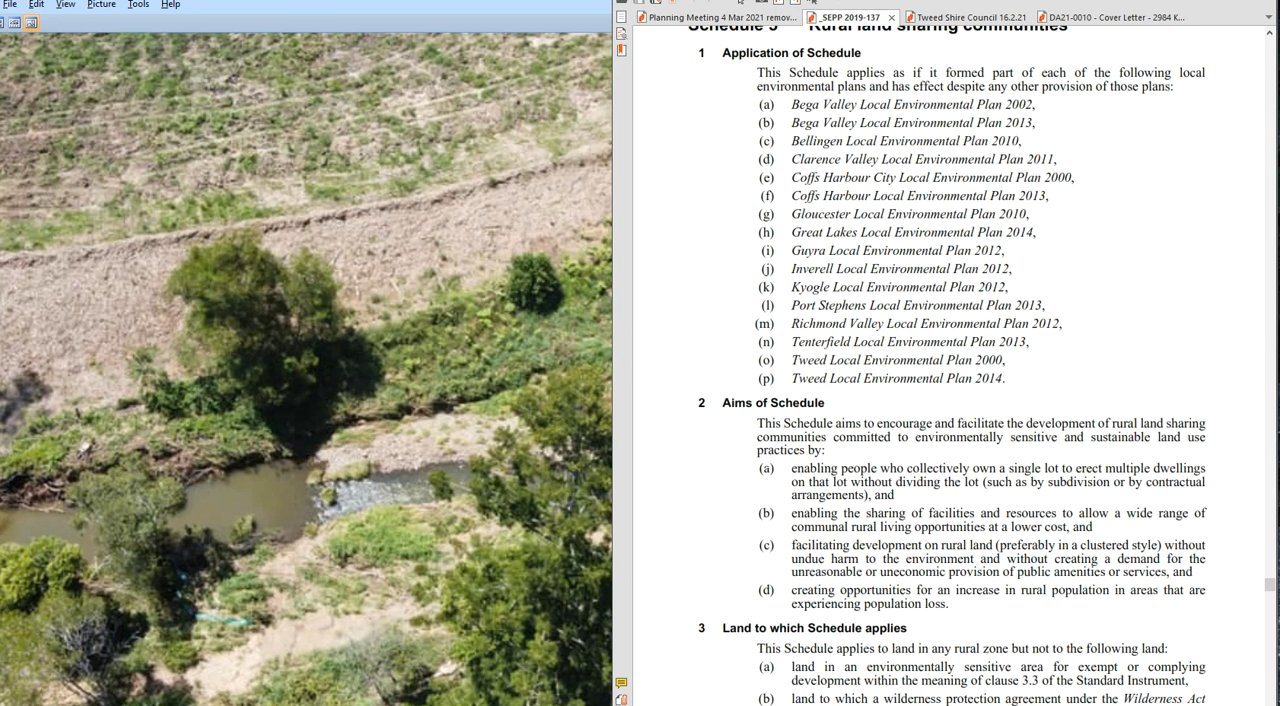 File Edit View Picture Tools Help
Planning Meeting 4 Mar 2021 remov... _SEPP 2019-137 Tweed Shire Council 16.2.21 DA21-0010 - Cover Letter - 2984 K...
Schedule 5 Rural land sharing communities
1 Application of Schedule
This Schedule applies as if it formed part of each of the following local
environmental plans and has effect despite any other provision of those plans:
(a) Bega Valley Local Environmental Plan 2002,
(b) Bega Valley Local Environmental Plan 2013,
(c) Bellingen Local Environmental Plan 2010,
(d) Clarence Valley Local Environmental Plan 2011,
(e) Coffs Harbour City Local Environmental Plan 2000,
(f) Coffs Harbour Local Environmental Plan 2013,
(g) Gloucester Local Environmental Plan 2010,
(h) Great Lakes Local Environmental Plan 2014,
(i) Guyra Local Environmental Plan 2012,
(j) Inverell Local Environmental Plan 2012,
(k) Kyogle Local Environmental Plan 2012,
(l) Port Stephens Local Environmental Plan 2013,
(m) Richmond Valley Local Environmental Plan 2012,
(n) Tenterfield Local Environmental Plan 2013,
(o) Tweed Local Environmental Plan 2000,
(p) Tweed Local Environmental Plan 2014.
2 Aims of Schedule
This Schedule aims to encourage and facilitate the development of rural land sharing
communities committed to environmentally sensitive and sustainable land use
practices by:
(a) enabling people who collectively own a single lot to erect multiple dwellings
on that lot without dividing the lot (such as by subdivision or by contractual
arrangements), and
(b) enabling the sharing of facilities and resources to allow a wide range of
communal rural living opportunities at a lower cost, and
(c) facilitating development on rural land (preferably in a clustered style) without
undue harm to the environment and without creating a demand for the
unreasonable or uneconomic provision of public amenities or services, and
(d) creating opportunities for an increase in rural population in areas that are
experiencing population loss.
3 Land to which Schedule applies
This Schedule applies to land in any rural zone but not to the following land:
(a) land in an environmentally sensitive area for exempt or complying
development within the meaning of clause 3.3 of the Standard Instrument,
(b) land to which a wilderness protection agreement under the Wilderness Act